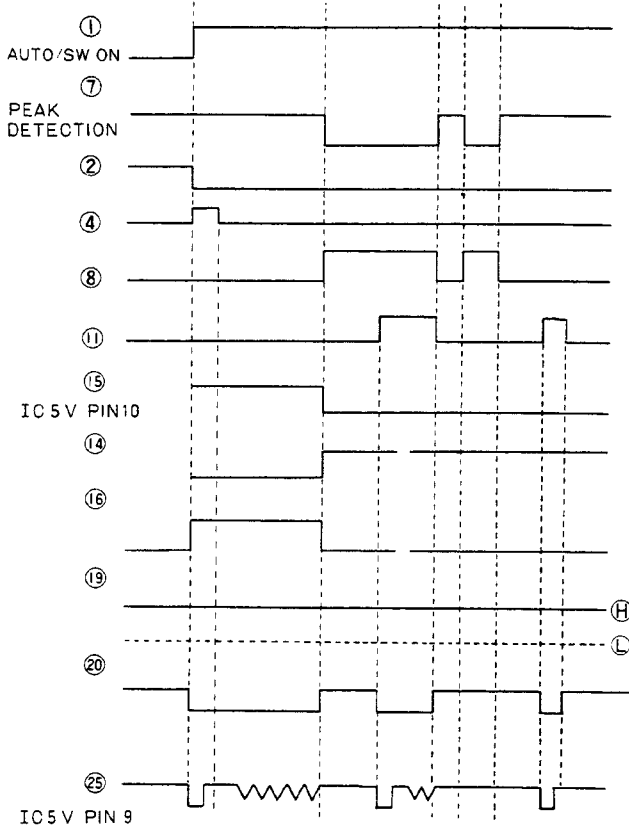 ①
AUTO/SW ON
⑦
PEAK
DETECTION
②
④
⑧
⑪
⑮
IC5V PIN10
⑭
⑯
⑲
Ⓗ
Ⓛ
⑳
㉕
IC5V PIN 9